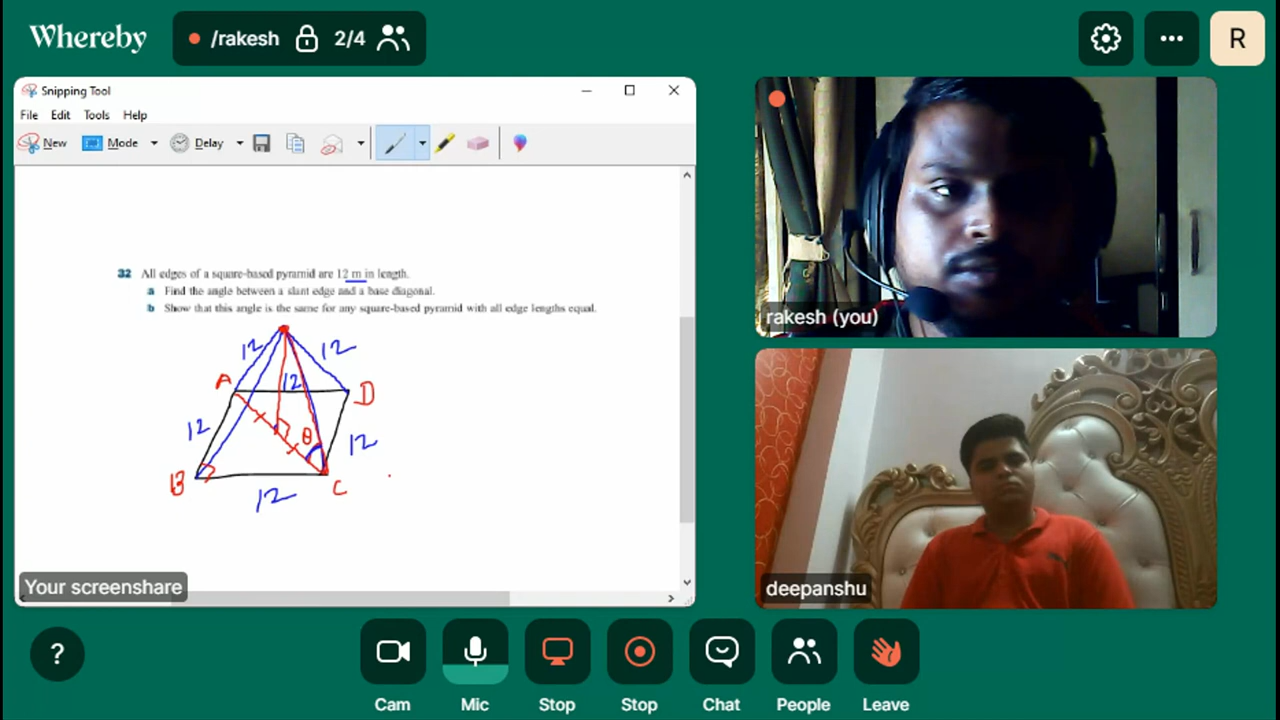 Whereby
/rakesh 2/4
R
Snipping Tool
File Edit Tools Help
New Mode Delay
32 All edges of a square-based pyramid are 12 m in length.
a Find the angle between a slant edge and a base diagonal.
b Show that this angle is the same for any square-based pyramid with all edge lengths equal.
12 12
A 12 D
12 θ 12
B C
12
Your screenshare
rakesh (you)
deepanshu
?
Cam Mic Stop Stop Chat People Leave